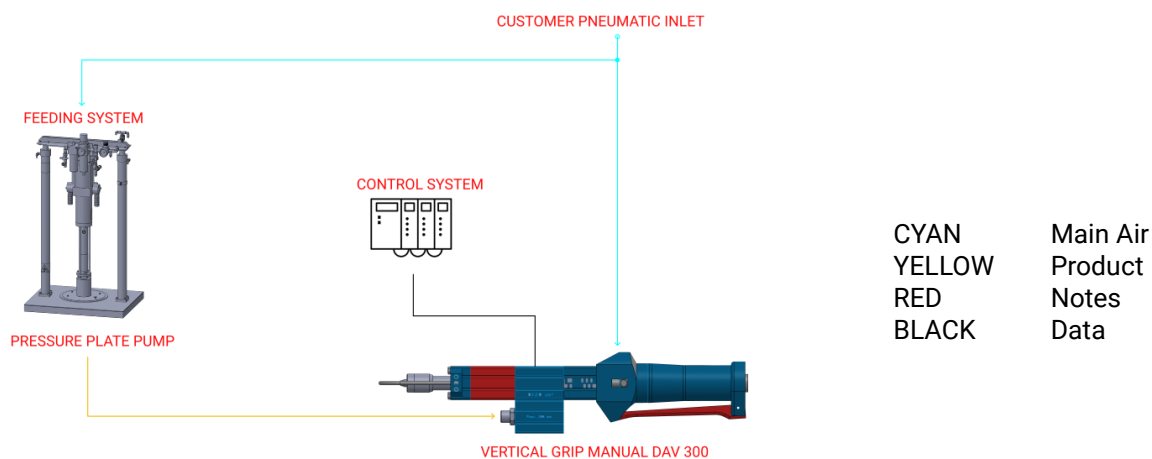 CUSTOMER PNEUMATIC INLET
FEEDING SYSTEM
CONTROL SYSTEM
CYAN Main Air
YELLOW Product
RED Notes
BLACK Data
PRESSURE PLATE PUMP
VERTICAL GRIP MANUAL DAV 300